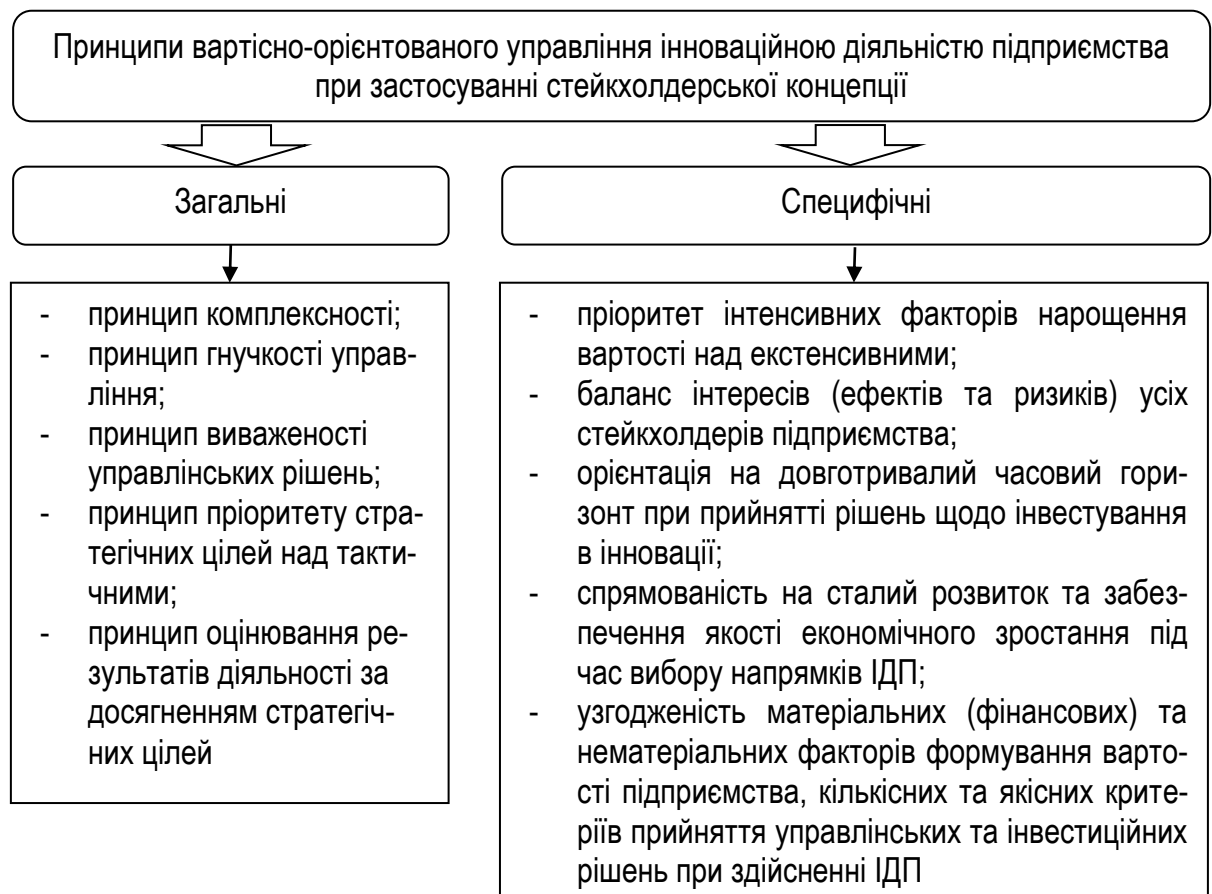 Принципи вартісно-орієнтованого управління інноваційною діяльністю підприємства
при застосуванні стейкхолдерської концепції
Загальні
Специфічні
- принцип комплексності;
- принцип гнучкості управ-
ління;
- принцип виваженості
управлінських рішень;
- принцип пріоритету стра-
тегічних цілей над такти-
чними;
- принцип оцінювання ре-
зультатів діяльності за
досягненням стратегіч-
них цілей
- пріоритет інтенсивних факторів нарощення
вартості над екстенсивними;
- баланс інтересів (ефектів та ризиків) усіх
стейкхолдерів підприємства;
- орієнтація на довготривалий часовий гори-
зонт при прийнятті рішень щодо інвестування
в інновації;
- спрямованість на сталий розвиток та забез-
печення якості економічного зростання під
час вибору напрямків ІДП;
- узгодженість матеріальних (фінансових) та
нематеріальних факторів формування варто-
сті підприємства, кількісних та якісних крите-
ріїв прийняття управлінських та інвестиційних
рішень при здійсненні ІДП